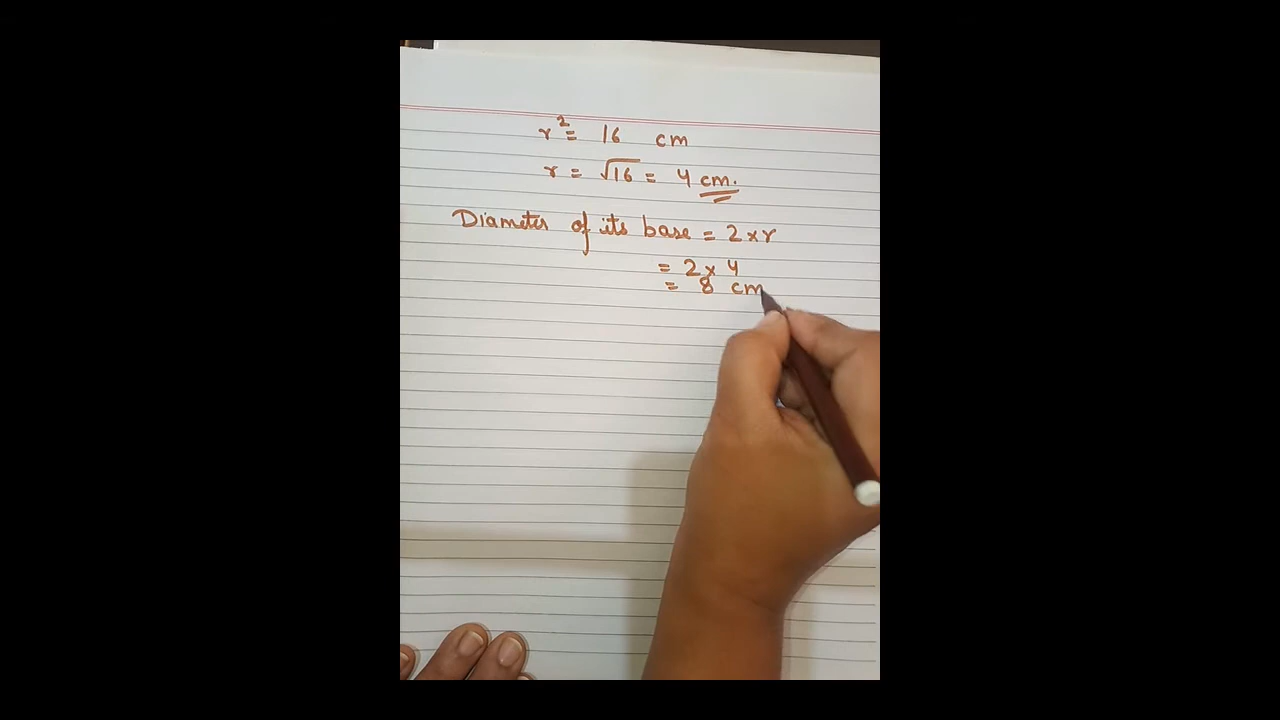 r² = 16 cm
r = √16 = 4 cm.
Diameter of its base = 2×r
= 2×4
= 8 cm